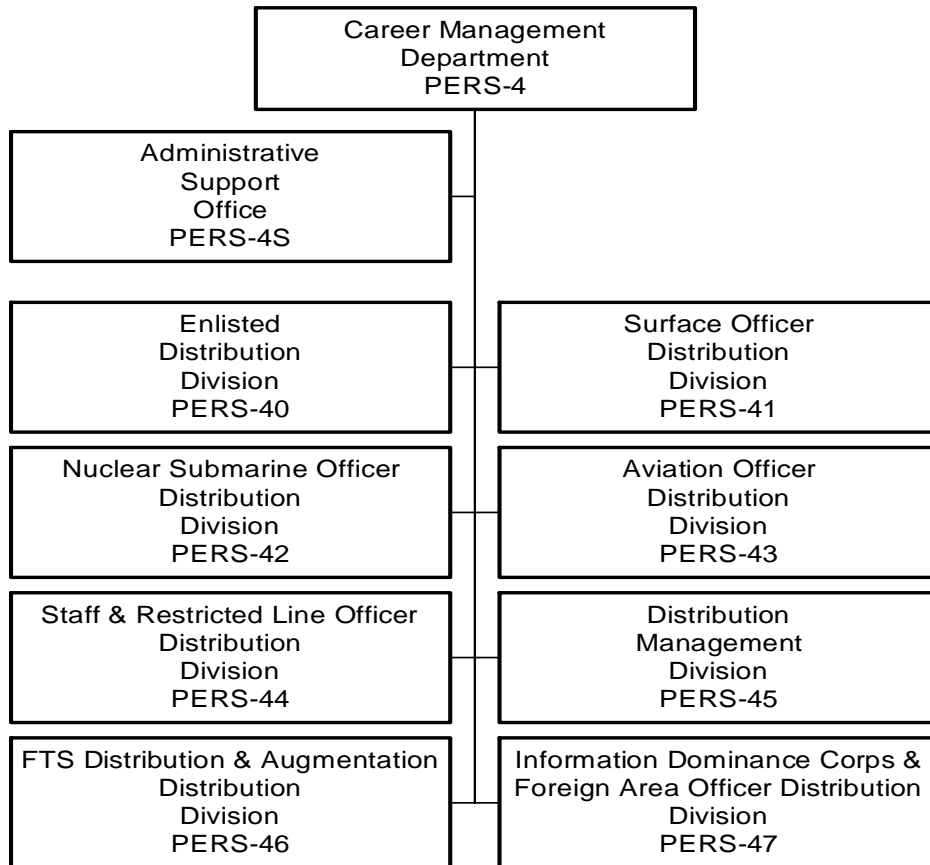 Career Management
Department
PERS-4
Administrative
Support
Office
PERS-4S
Enlisted
Distribution
Division
PERS-40
Surface Officer
Distribution
Division
PERS-41
Nuclear Submarine Officer
Distribution
Division
PERS-42
Aviation Officer
Distribution
Division
PERS-43
Staff & Restricted Line Officer
Distribution
Division
PERS-44
Distribution
Management
Division
PERS-45
FTS Distribution & Augmentation
Distribution
Division
PERS-46
Information Dominance Corps &
Foreign Area Officer Distribution
Division
PERS-47